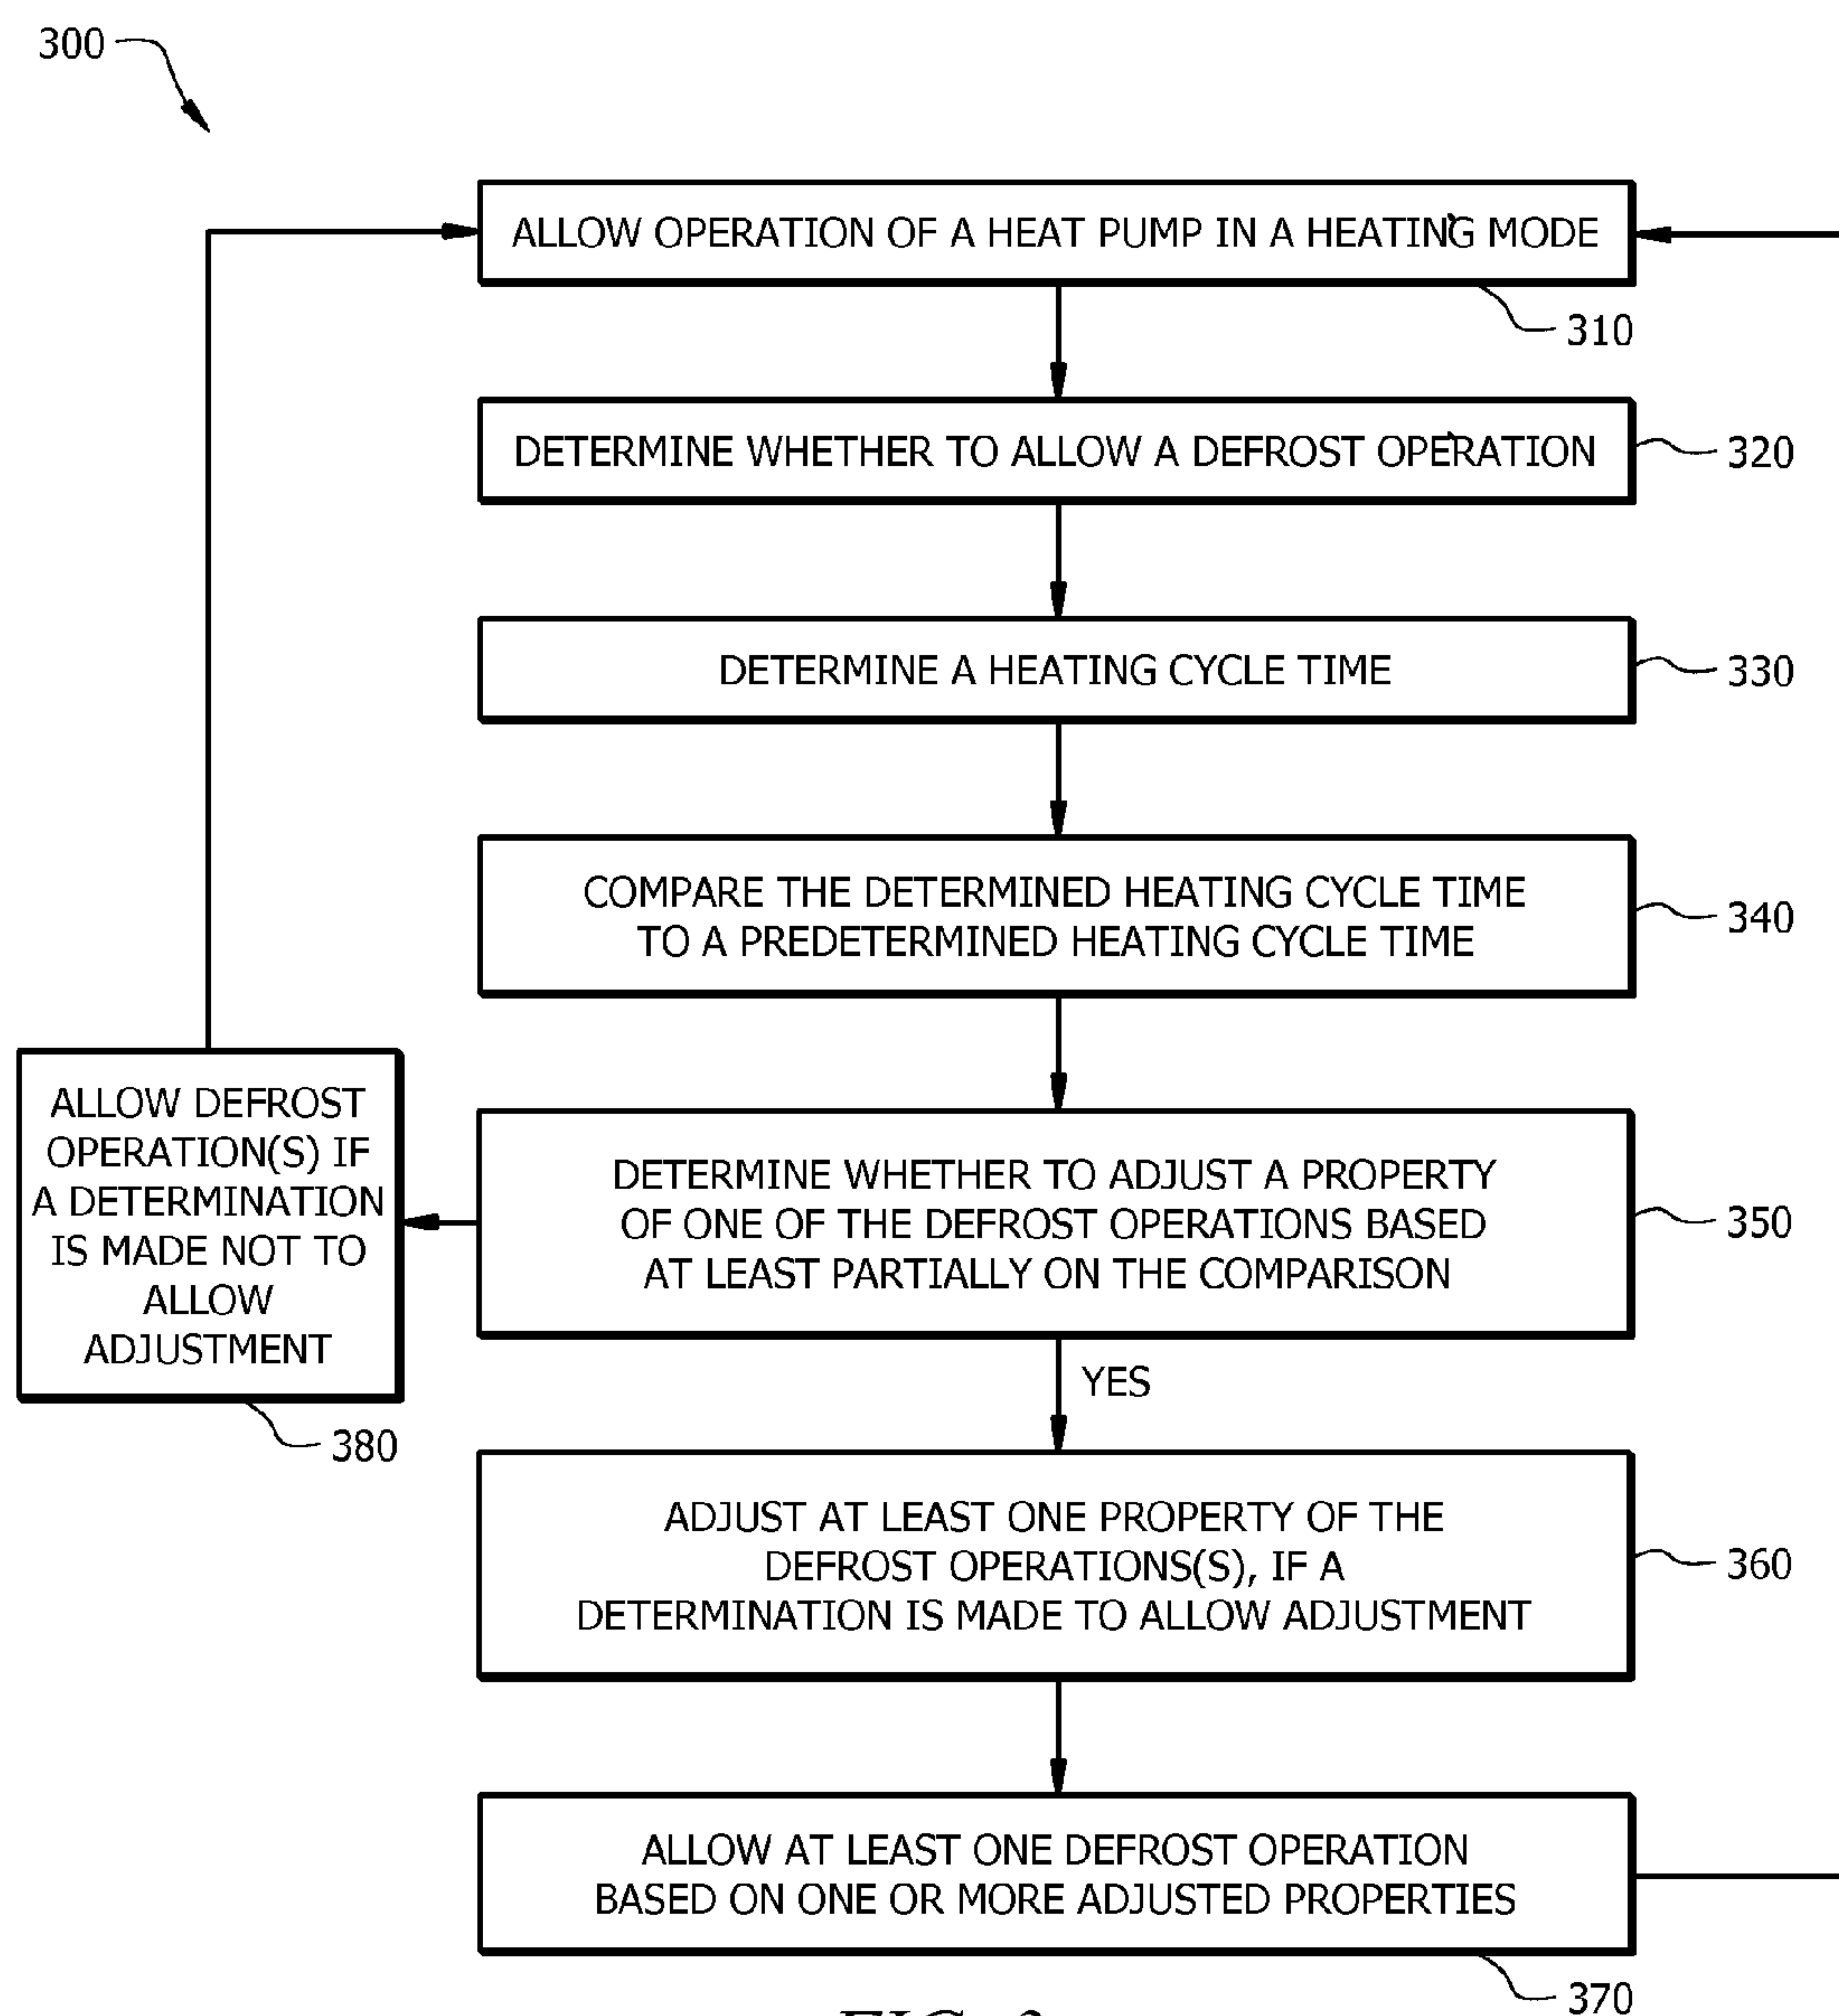 300
ALLOW OPERATION OF A HEAT PUMP IN A HEATING MODE
310
DETERMINE WHETHER TO ALLOW A DEFROST OPERATION
320
DETERMINE A HEATING CYCLE TIME
330
COMPARE THE DETERMINED HEATING CYCLE TIME
TO A PREDETERMINED HEATING CYCLE TIME
340
ALLOW DEFROST
OPERATION(S) IF
A DETERMINATION
IS MADE NOT TO
ALLOW
ADJUSTMENT
380
DETERMINE WHETHER TO ADJUST A PROPERTY
OF ONE OF THE DEFROST OPERATIONS BASED
AT LEAST PARTIALLY ON THE COMPARISON
350
YES
ADJUST AT LEAST ONE PROPERTY OF THE
DEFROST OPERATIONS(S), IF A
DETERMINATION IS MADE TO ALLOW ADJUSTMENT
360
ALLOW AT LEAST ONE DEFROST OPERATION
BASED ON ONE OR MORE ADJUSTED PROPERTIES
370